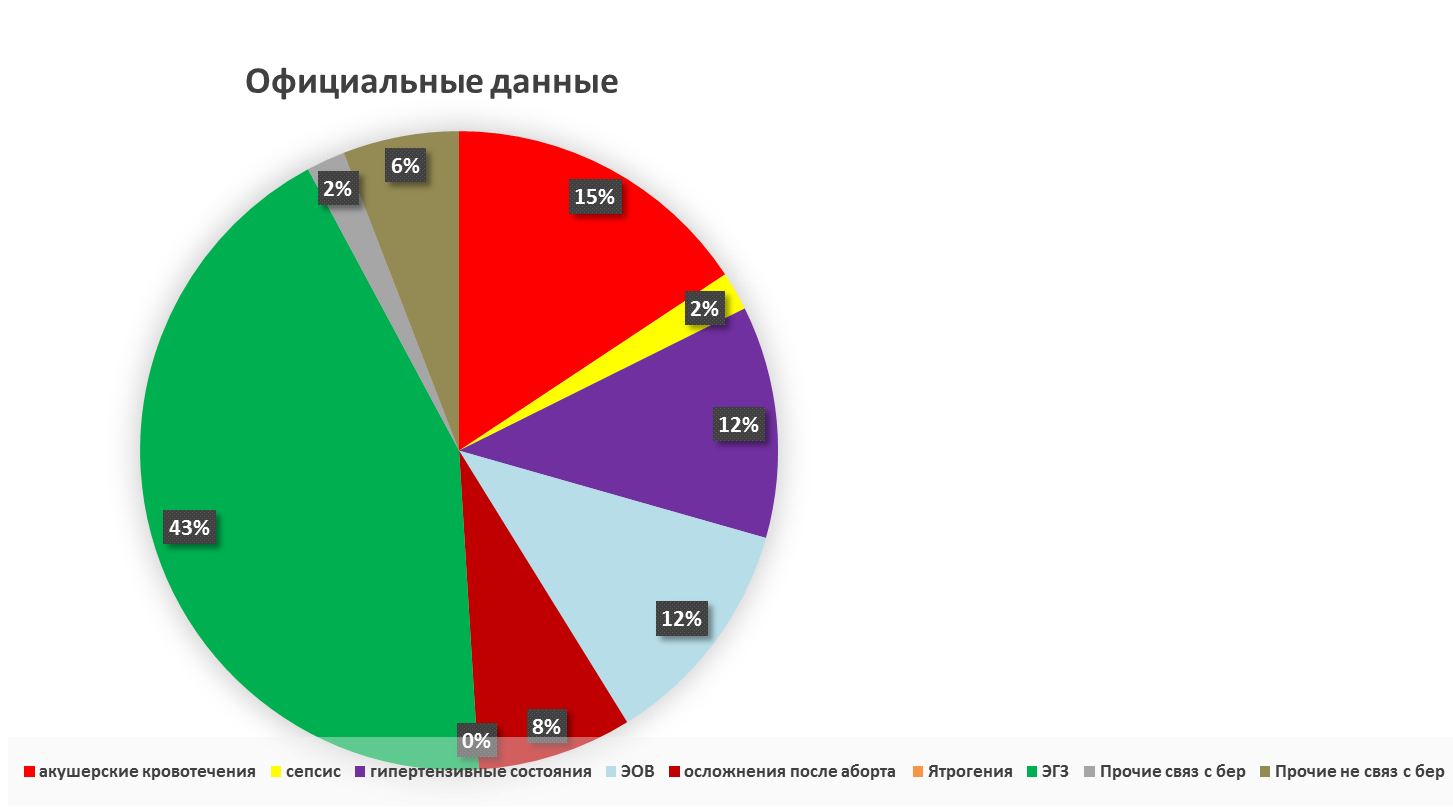 Официальные данные
6%
15%
2%
2%
12%
43%
12%
8%
0%
акушерские кровотечения
сепсис
гипертензивные состояния
ЭОВ
осложнения после аборта
Ятрогения
ЭГЗ
Прочие связ с бер
Прочие не связ с бер